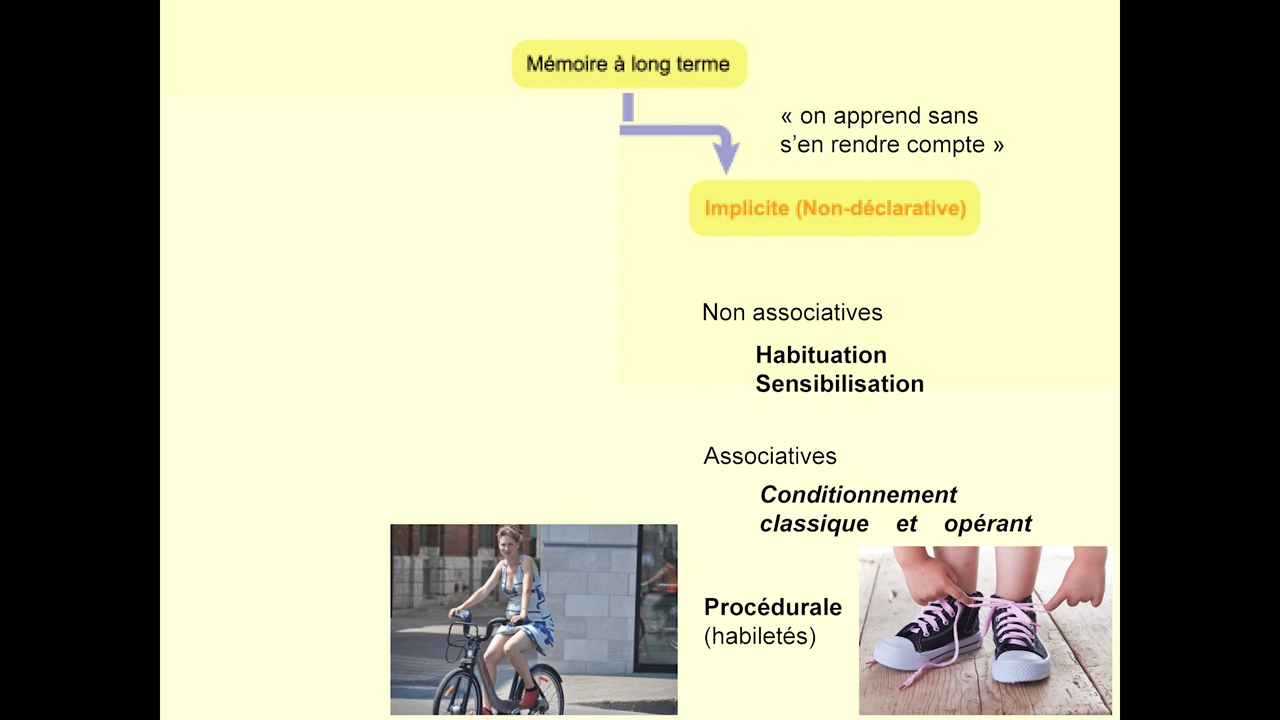 Mémoire à long terme
« on apprend sans
s'en rendre compte »
Implicite (Non-déclarative)
Non associatives
Habituation
Sensibilisation
Associatives
Conditionnement
classique et opérant
Procédurale
(habiletés)